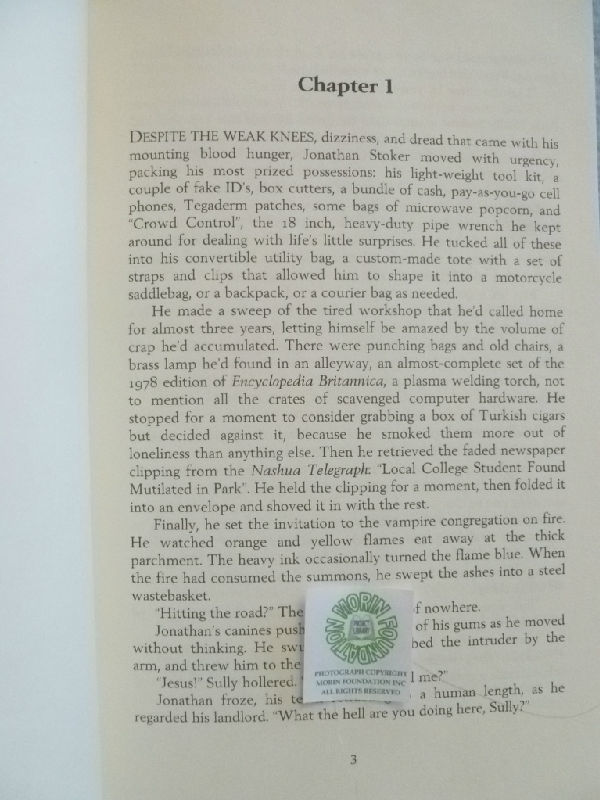 Chapter 1
DESPITE THE WEAK KNEES, dizziness, and dread that came with his
mounting blood hunger, Jonathan Stoker moved with urgency,
packing his most prized possessions: his light-weight tool kit, a
couple of fake ID's, box cutters, a bundle of cash, pay-as-you-go cell
phones, Tegaderm patches, some bags of microwave popcorn, and
"Crowd Control", the 18 inch, heavy-duty pipe wrench he kept
around for dealing with life's little surprises. He tucked all of these
into his convertible utility bag, a custom-made tote with a set of
straps and clips that allowed him to shape it into a motorcycle
saddlebag, or a backpack, or a courier bag as needed.
He made a sweep of the tired workshop that he'd called home
for almost three years, letting himself be amazed by the volume of
crap he'd accumulated. There were punching bags and old chairs, a
brass lamp he'd found in an alleyway, an almost-complete set of the
1978 edition of Encyclopedia Britannica, a plasma welding torch, not
to mention all the crates of scavenged computer hardware. He
stopped for a moment to consider grabbing a box of Turkish cigars
but decided against it, because he smoked them more out of
loneliness than anything else. Then he retrieved the faded newspaper
clipping from the Nashua Telegraph: "Local College Student Found
Mutilated in Park". He held the clipping for a moment, then folded it
into an envelope and shoved it in with the rest.
Finally, he set the invitation to the vampire congregation on fire.
He watched orange and yellow flames eat away at the thick
parchment. The heavy ink occasionally turned the flame blue. When
the fire had consumed the summons, he swept the ashes into a steel
wastebasket.
"Hitting the road?" The of nowhere.
Jonathan's canines push of his gums as he moved
without thinking. He the intruder by the
arm, and threw him to the
"Jesus!" Sully hollered. me?"
Jonathan froze, his a human length, as he
regarded his landlord. "What the hell are you doing here, Sully?"
MORIN FOUNDATION
POCKET
LIBRARY
PHOTOGRAPH COPYRIGHT
MORIN FOUNDATION INC
ALL RIGHTS RESERVED
3